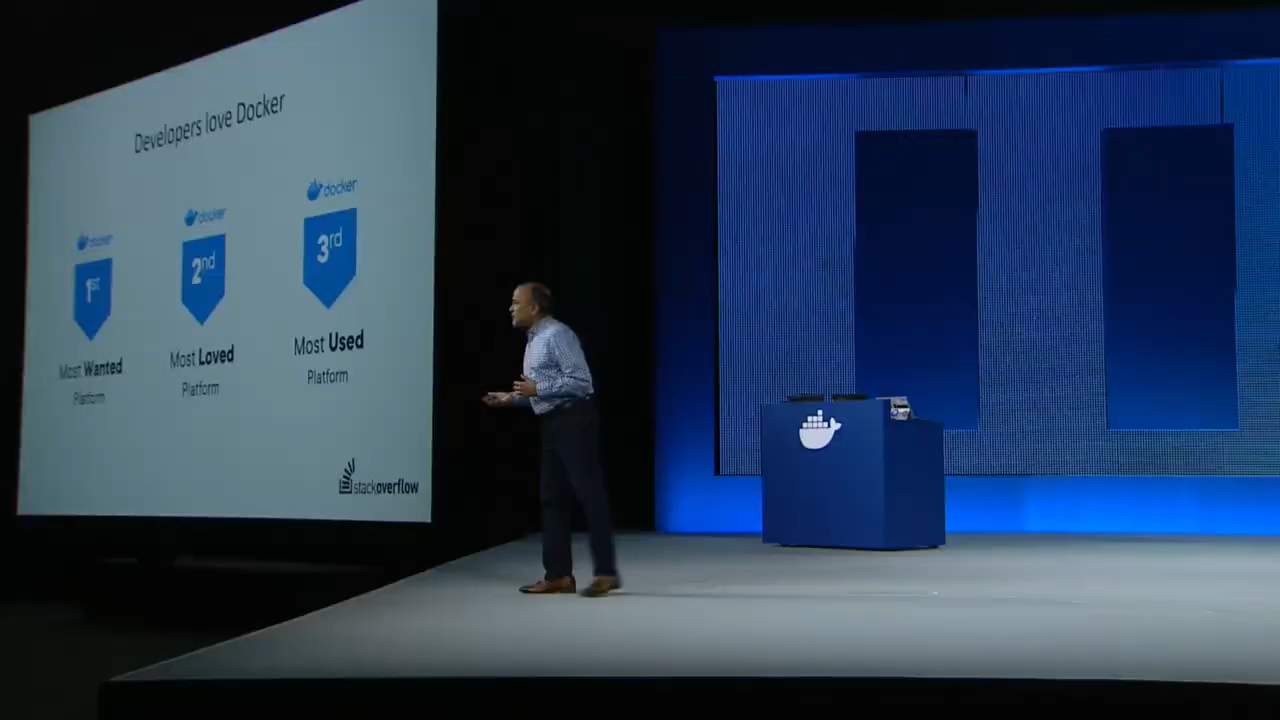 Developers love Docker
docker
1st
Most Wanted
Platform
docker
2nd
Most Loved
Platform
docker
3rd
Most Used
Platform
stackoverflow